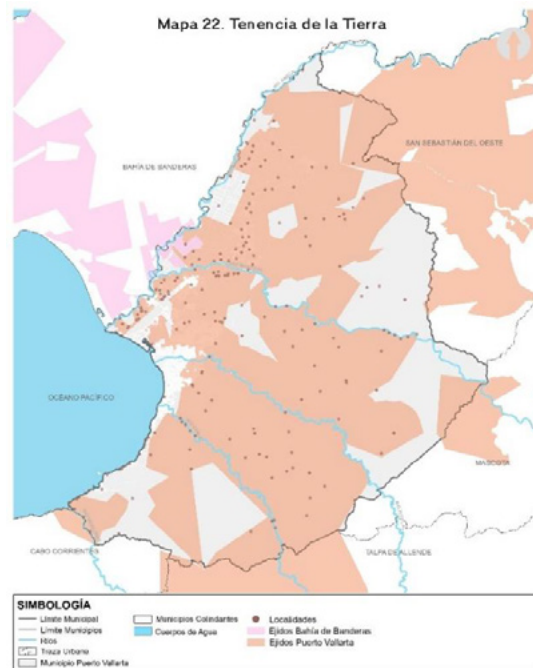 Mapa 22. Tenencia de la Tierra
SAN SEBASTIÁN DEL OESTE
BAHÍA DE BANDERAS
OCÉANO PACÍFICO
MASCOTA
CABO CORRIENTES
TALPA DE ALLENDE
SIMBOLOGÍA
Límite Municipal
Límite Municipios
Ríos
Traza Urbana
Municipio Puerto Vallarta
Municipios Colindantes
Cuerpos de Agua
Localidades
Ejidos Bahía de Banderas
Ejidos Puerto Vallarta